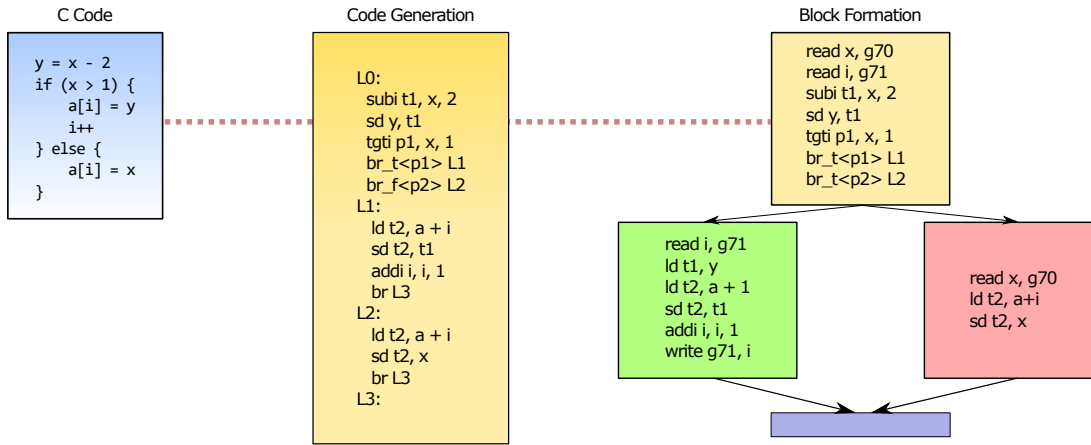 C Code
y = x - 2
if (x > 1) {
    a[i] = y
    i++
} else {
    a[i] = x
}
Code Generation
L0:
subi t1, x, 2
sd y, t1
tgti p1, x, 1
br_t<p1> L1
br_f<p2> L2
L1:
ld t2, a + i
sd t2, t1
addi i, i, 1
br L3
L2:
ld t2, a + i
sd t2, x
br L3
L3:
Block Formation
read x, g70
read i, g71
subi t1, x, 2
sd y, t1
tgti p1, x, 1
br_t<p1> L1
br_t<p2> L2
read i, g71
ld t1, y
ld t2, a + 1
sd t2, t1
addi i, i, 1
write g71, i
read x, g70
ld t2, a+i
sd t2, x